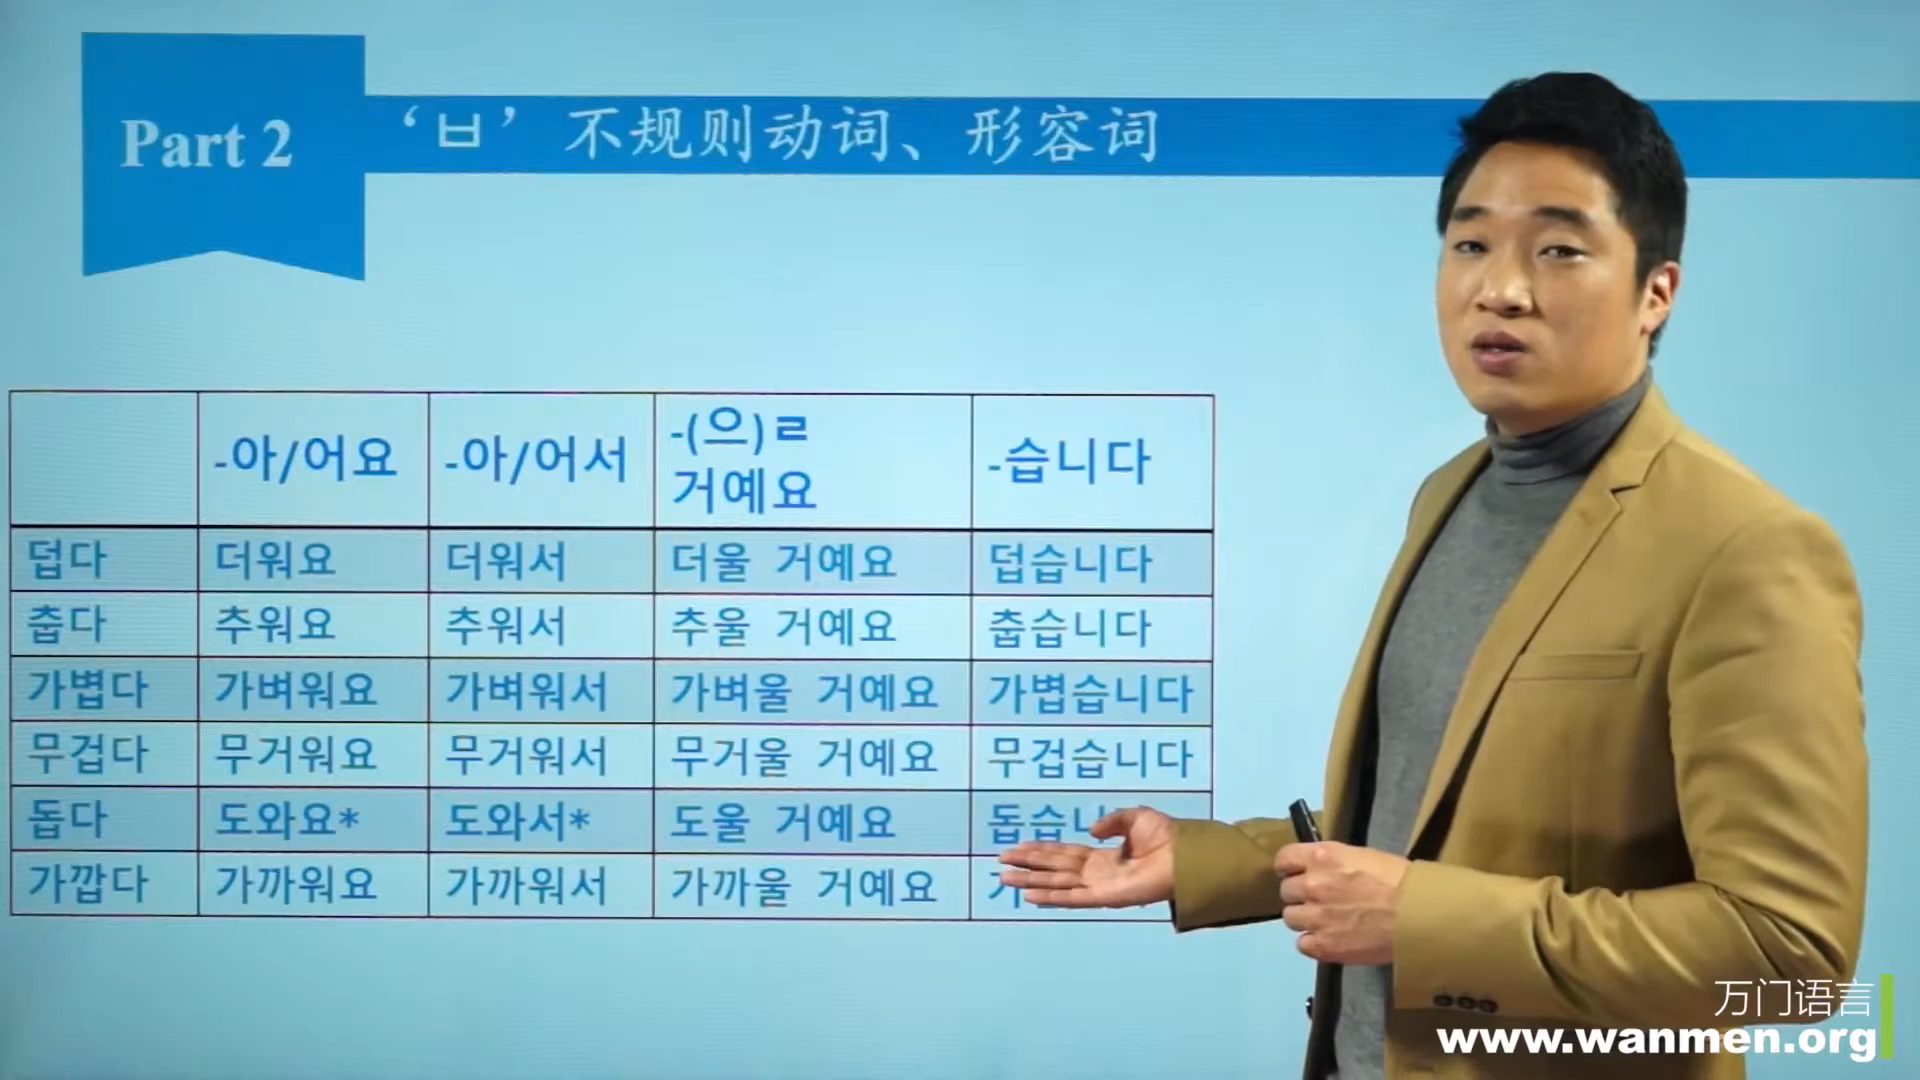 Part 2
‘ㅂ’不规则动词、形容词
-아/어요 -아/어서 -(으)ㄹ 거예요 -습니다
덥다 더워요 더워서 더울 거예요 덥습니다
춥다 추워요 추워서 추울 거예요 춥습니다
가볍다 가벼워요 가벼워서 가벼울 거예요 가볍습니다
무겁다 무거워요 무거워서 무거울 거예요 무겁습니다
돕다 도와요* 도와서* 도울 거예요
가깝다 가까워요 가까워서 가까울 거예요
万门语言
www.wanmen.org